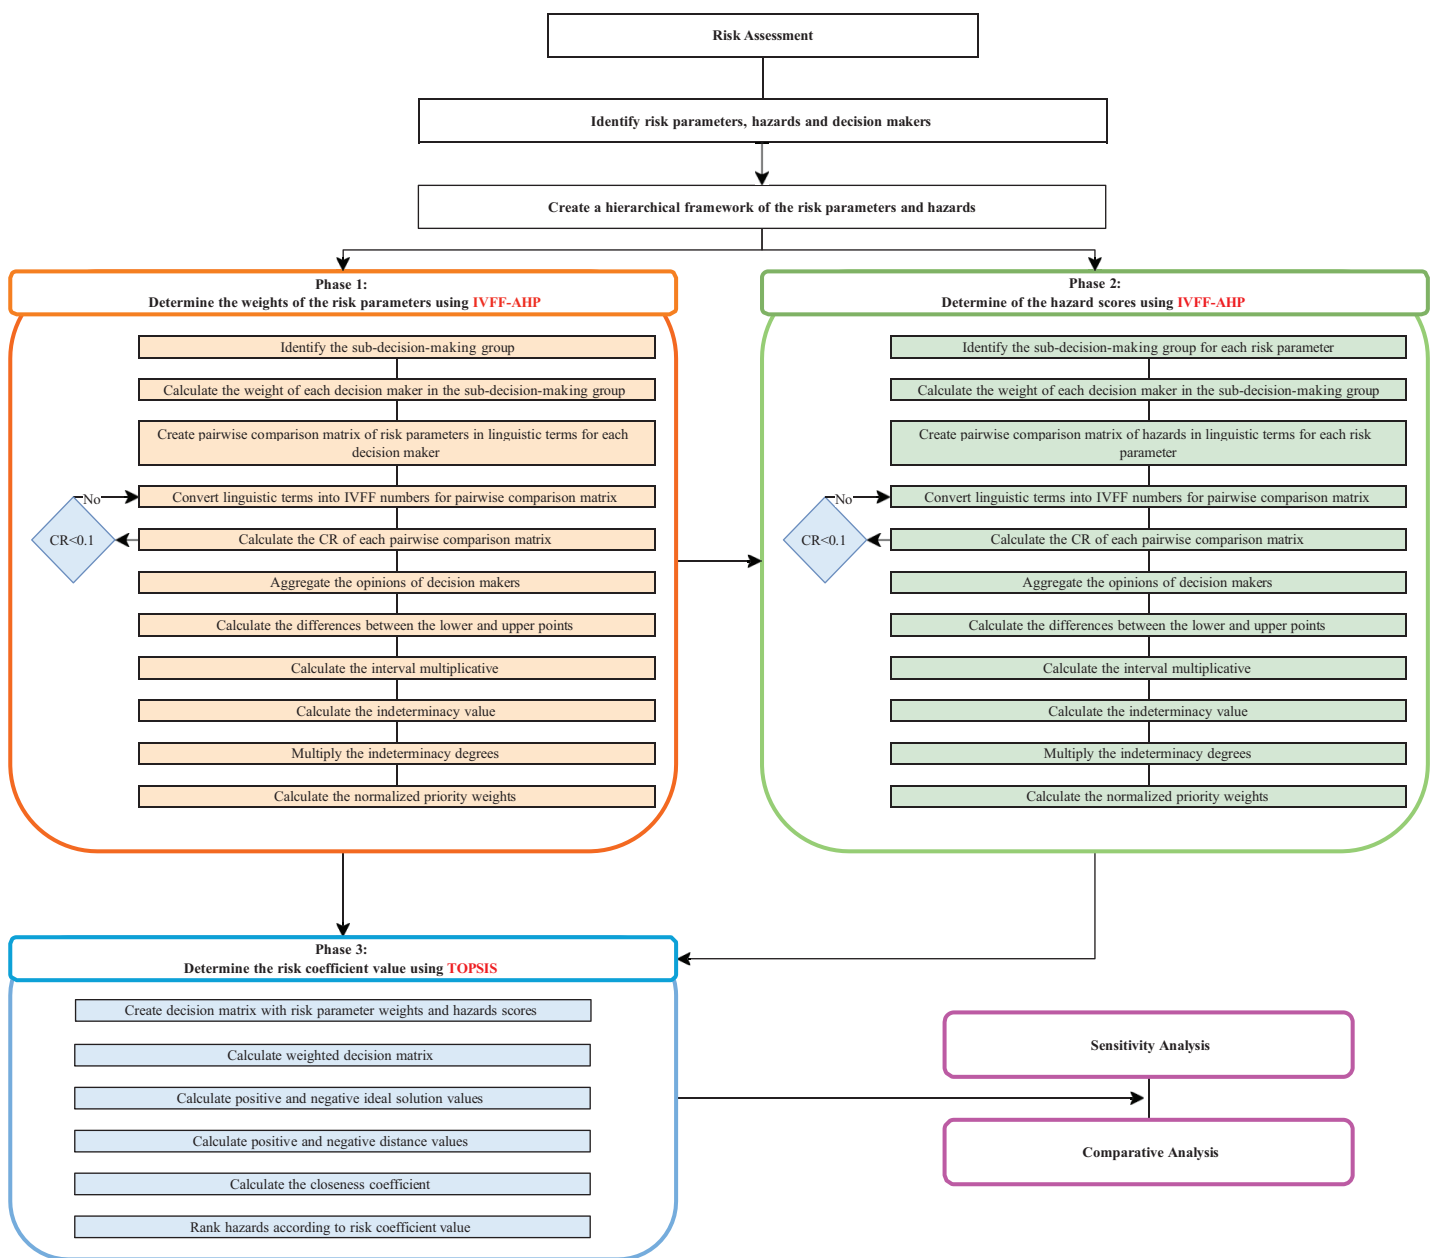 Risk Assessment
Identify risk parameters, hazards and decision makers
Create a hierarchical framework of the risk parameters and hazards
Phase 1:
Determine the weights of the risk parameters using IVFF-AHP
Identify the sub-decision-making group
Calculate the weight of each decision maker in the sub-decision-making group
Create pairwise comparison matrix of risk parameters in linguistic terms for each
decision maker
No
Convert linguistic terms into IVFF numbers for pairwise comparison matrix
CR<0.1
Calculate the CR of each pairwise comparison matrix
Aggregate the opinions of decision makers
Calculate the differences between the lower and upper points
Calculate the interval multiplicative
Calculate the indeterminacy value
Multiply the indeterminacy degrees
Calculate the normalized priority weights
Phase 2:
Determine of the hazard scores using IVFF-AHP
Identify the sub-decision-making group for each risk parameter
Calculate the weight of each decision maker in the sub-decision-making group
Create pairwise comparison matrix of hazards in linguistic terms for each risk
parameter
No
Convert linguistic terms into IVFF numbers for pairwise comparison matrix
CR<0.1
Calculate the CR of each pairwise comparison matrix
Aggregate the opinions of decision makers
Calculate the differences between the lower and upper points
Calculate the interval multiplicative
Calculate the indeterminacy value
Multiply the indeterminacy degrees
Calculate the normalized priority weights
Phase 3:
Determine the risk coefficient value using TOPSIS
Create decision matrix with risk parameter weights and hazards scores
Calculate weighted decision matrix
Calculate positive and negative ideal solution values
Calculate positive and negative distance values
Calculate the closeness coefficient
Rank hazards according to risk coefficient value
Sensitivity Analysis
Comparative Analysis